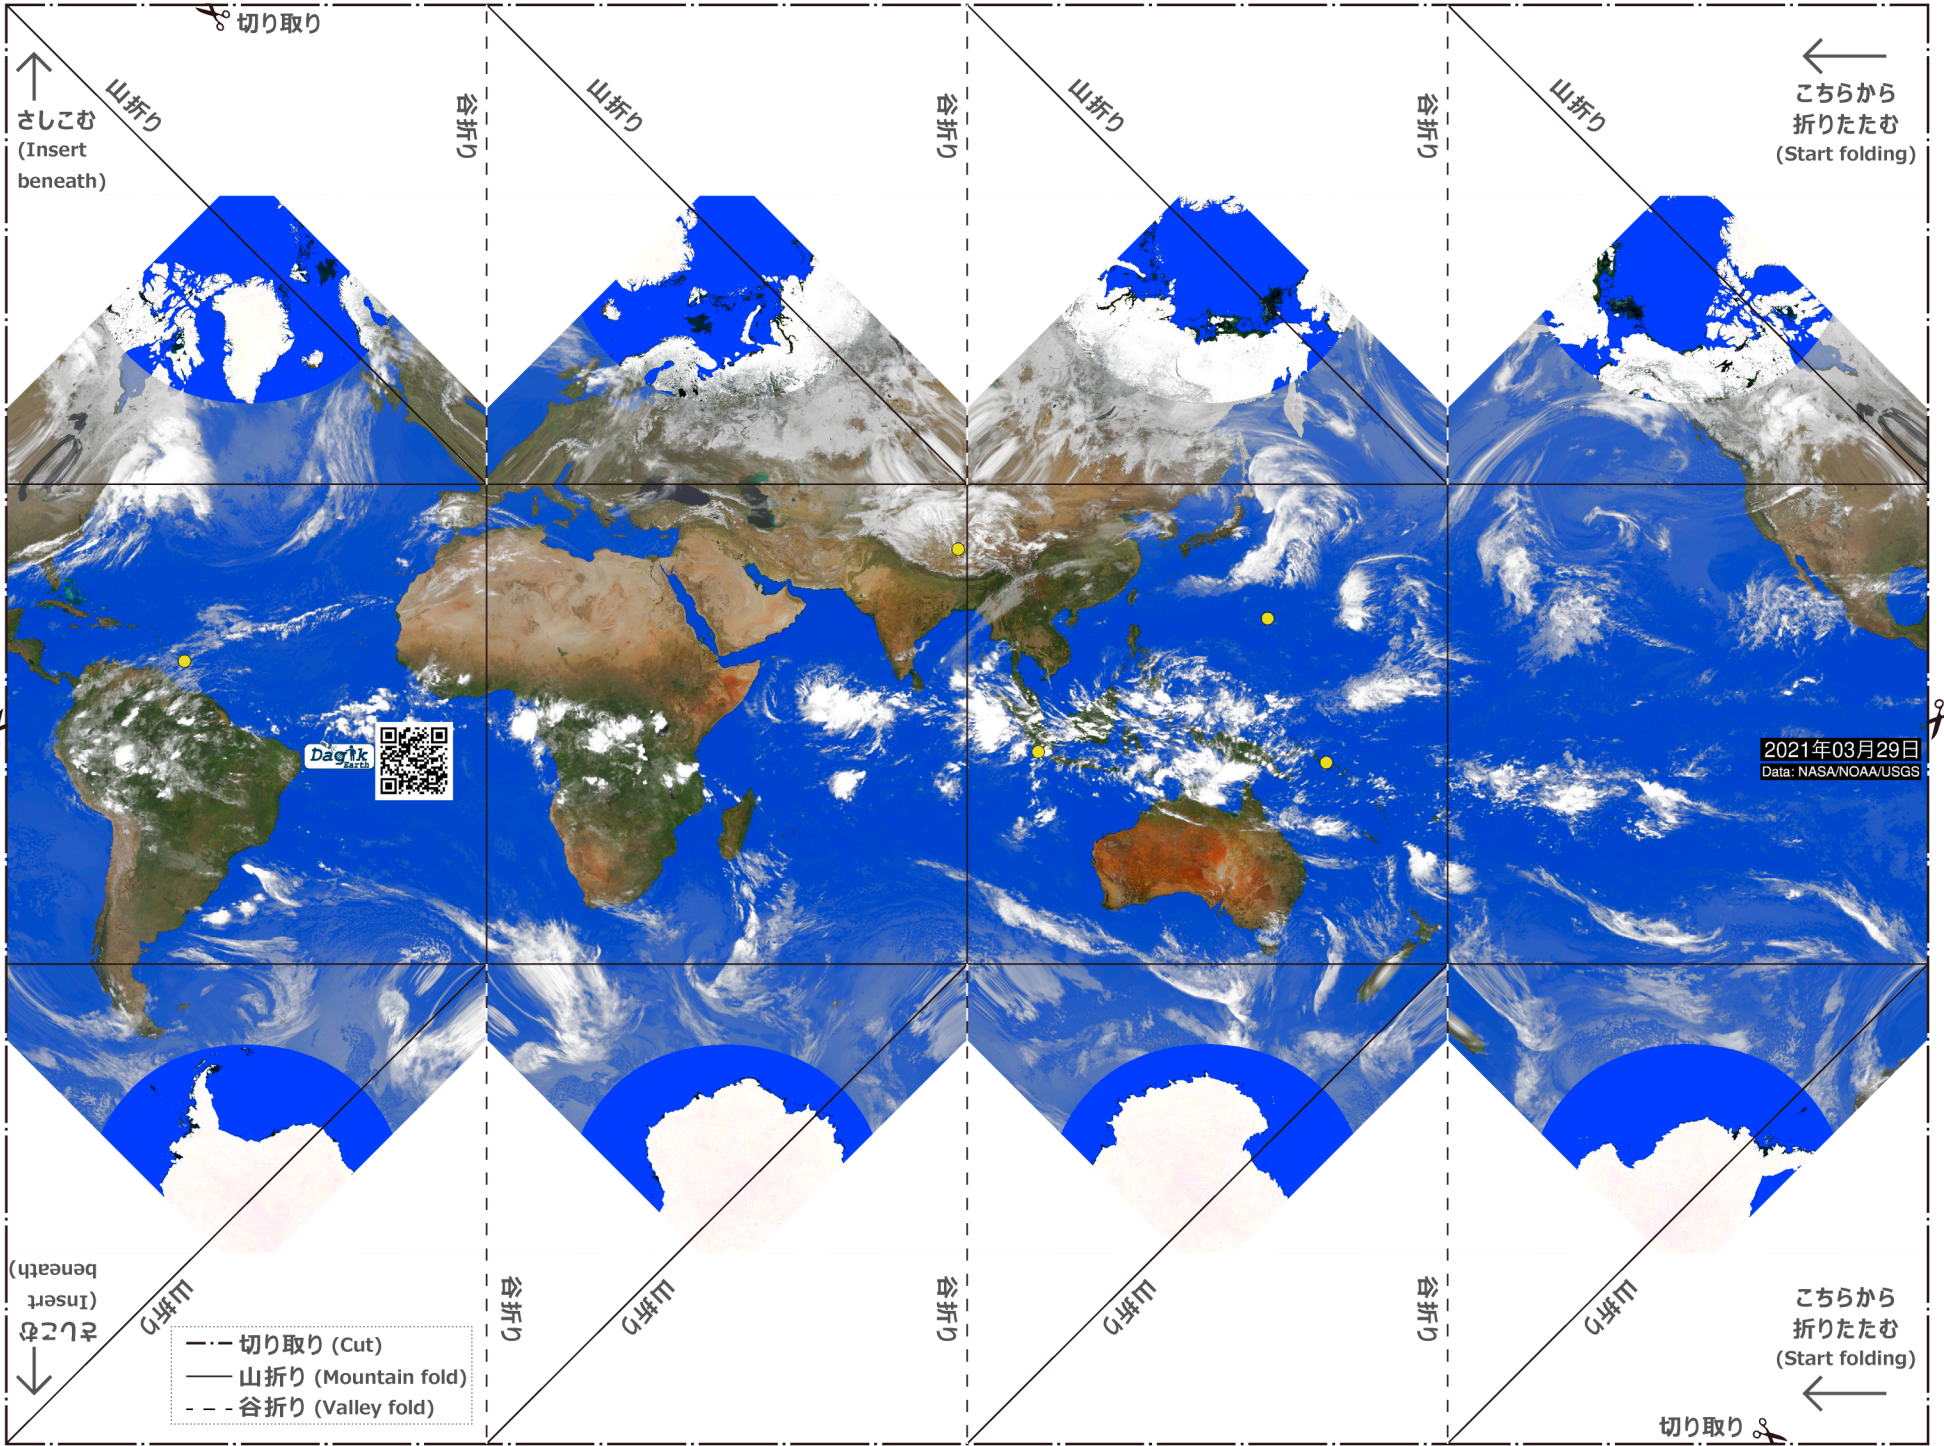 切り取り
さしこむ
(Insert
beneath)
山折り
谷折り
山折り
谷折り
山折り
谷折り
山折り
こちらから
折りたたむ
(Start folding)
Dagik
Earth
2021年03月29日
Data: NASA/NOAA/USGS
さしこむ
(Insert
beneath)
山折り
谷折り
山折り
谷折り
山折り
谷折り
山折り
こちらから
折りたたむ
(Start folding)
切り取り (Cut)
山折り (Mountain fold)
谷折り (Valley fold)
切り取り